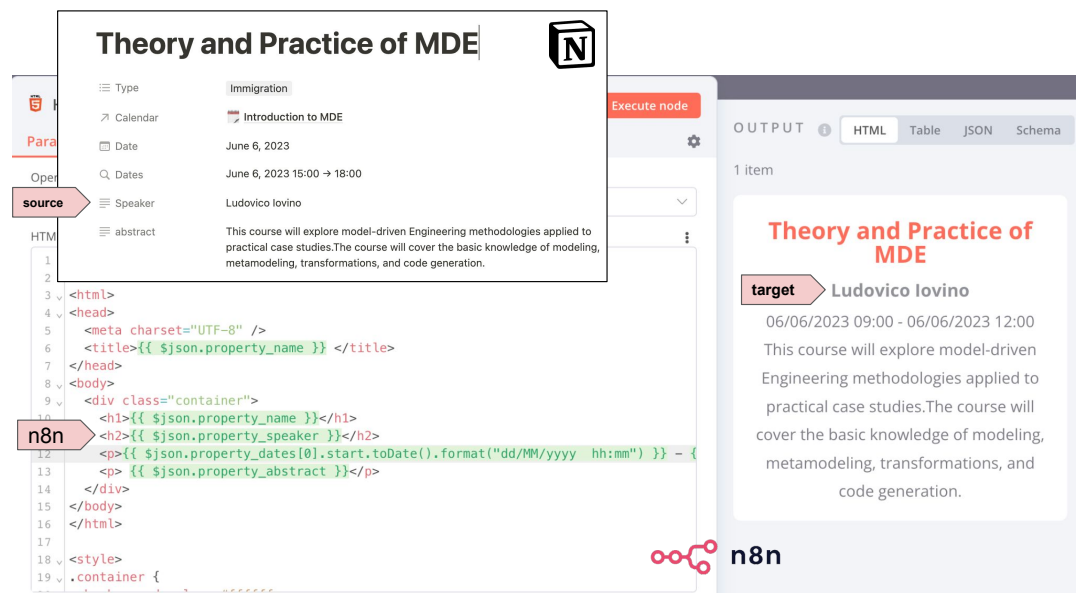 Theory and Practice of MDE
N
Type Immigration
Calendar Introduction to MDE
Date June 6, 2023
Dates June 6, 2023 15:00 → 18:00
source
Speaker Ludovico Iovino
abstract This course will explore model-driven Engineering methodologies applied to
practical case studies.The course will cover the basic knowledge of modeling,
metamodeling, transformations, and code generation.
HTML
Execute node
1
2
3 <html>
4 <head>
5 <meta charset="UTF-8" />
6 <title>{{ $json.property_name }} </title>
7 </head>
8 <body>
9 <div class="container">
10 <h1>{{ $json.property_name }}</h1>
n8n
<h2>{{ $json.property_speaker }}</h2>
12 <p>{{ $json.property_dates[0].start.toDate().format("dd/MM/yyyy  hh:mm") }} – {
13 <p> {{ $json.property_abstract }}</p>
14 </div>
15 </body>
16 </html>
17
18 <style>
19 .container {
OUTPUT HTML Table JSON Schema
1 item
Theory and Practice of
MDE
target
Ludovico Iovino
06/06/2023 09:00 - 06/06/2023 12:00
This course will explore model-driven
Engineering methodologies applied to
practical case studies.The course will
cover the basic knowledge of modeling,
metamodeling, transformations, and
code generation.
n8n